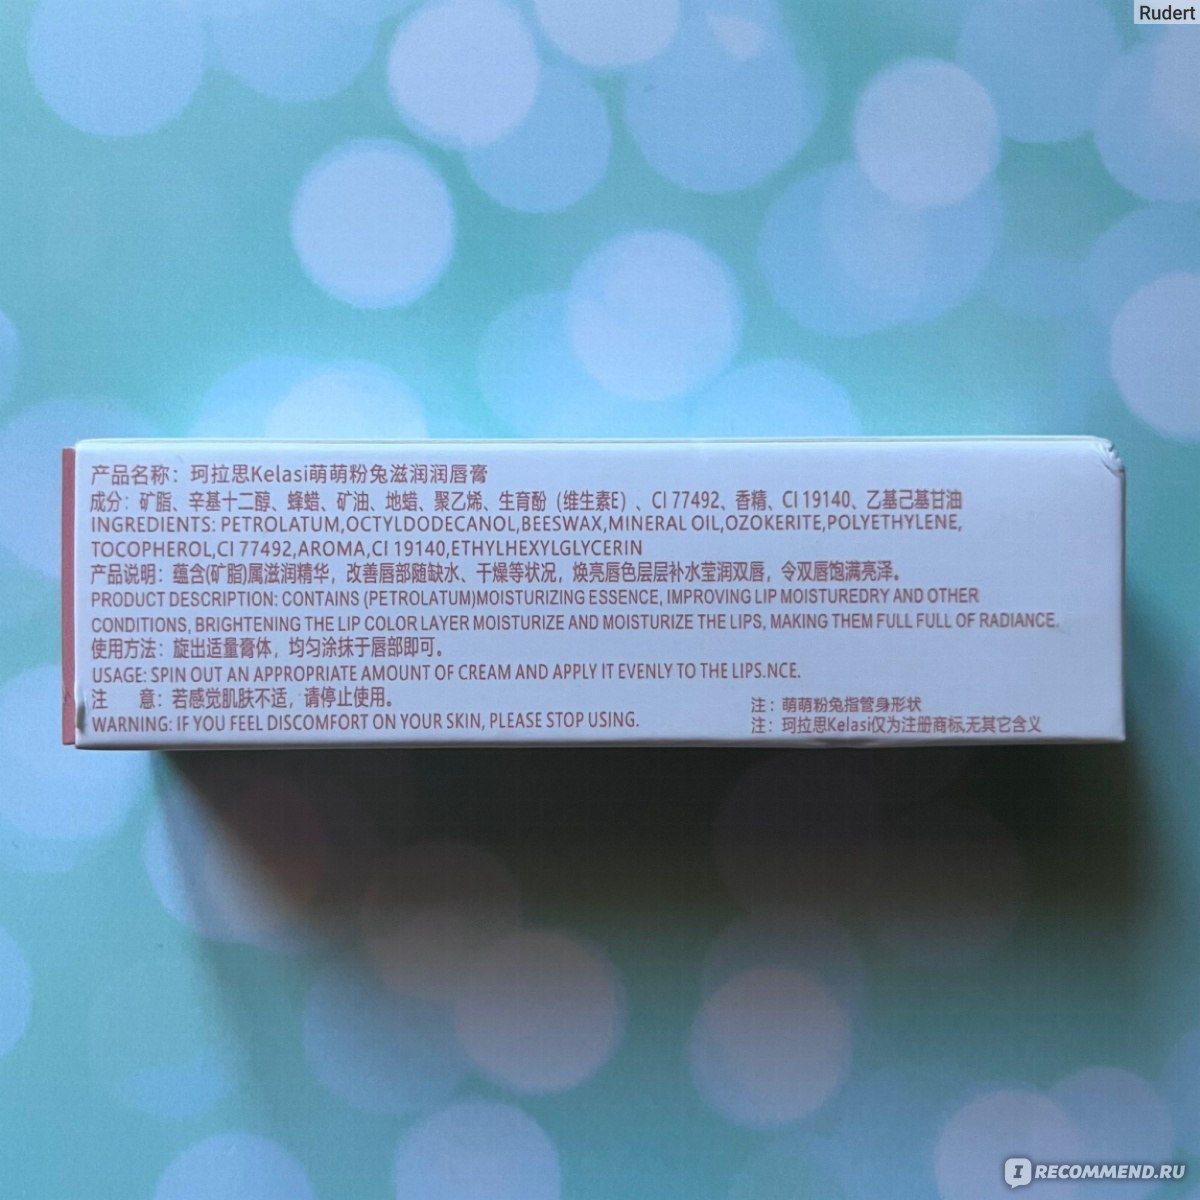 Rudert
产品名称：珂拉思Kelasi萌萌粉兔滋润润唇膏
成分：矿脂、辛基十二醇、蜂蜡、矿油、地蜡、聚乙烯、生育酚（维生素E）、CI 77492、香精、CI 19140、乙基己基甘油
INGREDIENTS: PETROLATUM,OCTYLDODECANOL,BEESWAX,MINERAL OIL,OZOKERITE,POLYETHYLENE,
TOCOPHEROL,CI 77492,AROMA,CI 19140,ETHYLHEXYLGLYCERIN
产品说明：蕴含(矿脂)属滋润精华，改善唇部随缺水、干燥等状况，焕亮唇色层层补水莹润双唇，令双唇饱满亮泽。
PRODUCT DESCRIPTION: CONTAINS (PETROLATUM)MOISTURIZING ESSENCE, IMPROVING LIP MOISTUREDRY AND OTHER
CONDITIONS, BRIGHTENING THE LIP COLOR LAYER MOISTURIZE AND MOISTURIZE THE LIPS, MAKING THEM FULL FULL OF RADIANCE.
使用方法：旋出适量膏体，均匀涂抹于唇部即可。
USAGE: SPIN OUT AN APPROPRIATE AMOUNT OF CREAM AND APPLY IT EVENLY TO THE LIPS.NCE.
注 意：若感觉肌肤不适，请停止使用。
WARNING: IF YOU FEEL DISCOMFORT ON YOUR SKIN, PLEASE STOP USING.
注：萌萌粉兔指管身形状
注：珂拉思Kelasi仅为注册商标,无其它含义
IRECOMMEND.RU